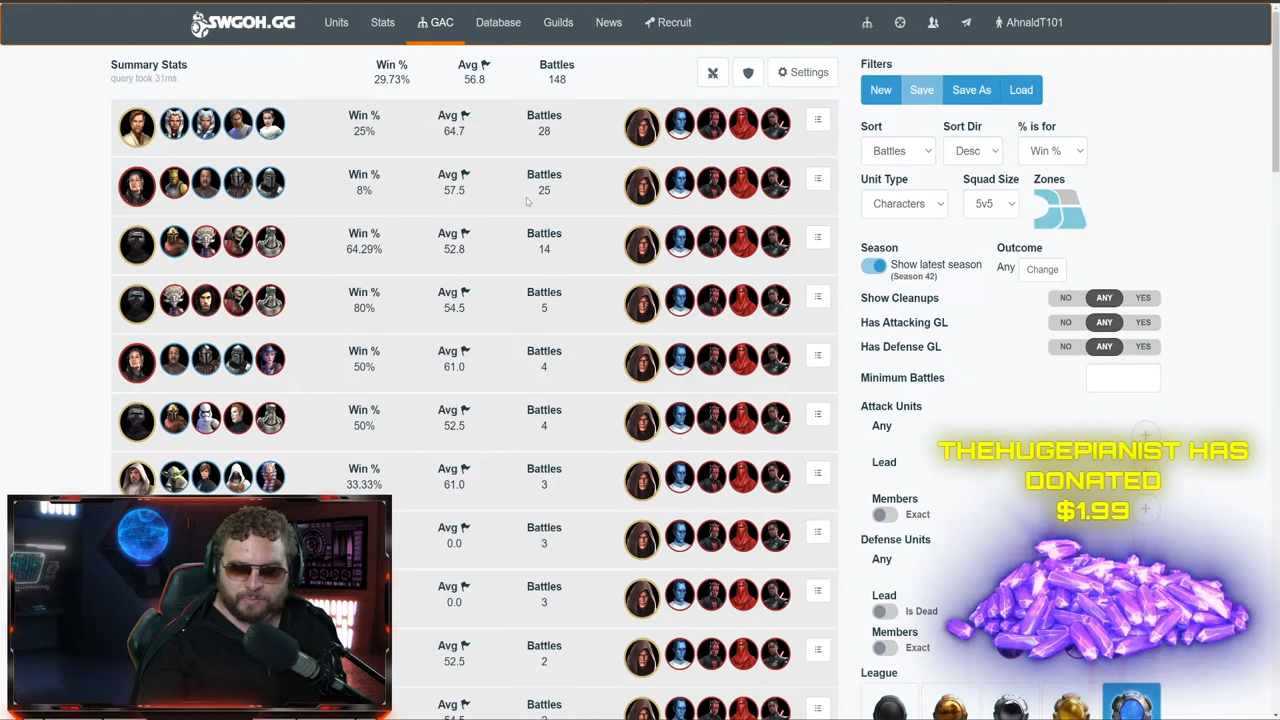 SWGOH.GG
Units
Stats
GAC
Database
Guilds
News
Recruit
AhnaldT101
Summary Stats
query took 31ms
Win %
29.73%
Avg
56.8
Battles
148
Settings
Win %
25%
Avg
64.7
Battles
28
Win %
8%
Avg
57.5
Battles
25
Win %
64.29%
Avg
52.8
Battles
14
Win %
80%
Avg
54.5
Battles
5
Win %
50%
Avg
61.0
Battles
4
Win %
50%
Avg
52.5
Battles
4
Win %
33.33%
Avg
61.0
Battles
3
Avg
0.0
Battles
3
Avg
0.0
Battles
3
Avg
52.5
Battles
2
Avg
54.5
Battles
2
Filters
New
Save
Save As
Load
Sort
Battles
Sort Dir
Desc
% is for
Win %
Unit Type
Characters
Squad Size
5v5
Zones
Season
Show latest season
(Season 42)
Outcome
Any
Change
Show Cleanups
NO
ANY
YES
Has Attacking GL
NO
ANY
YES
Has Defense GL
NO
ANY
YES
Minimum Battles
Attack Units
Any
Lead
Members
Exact
Defense Units
Any
Lead
Is Dead
Members
Exact
League
THEHUGEPIANIST HAS
DONATED
$1.99